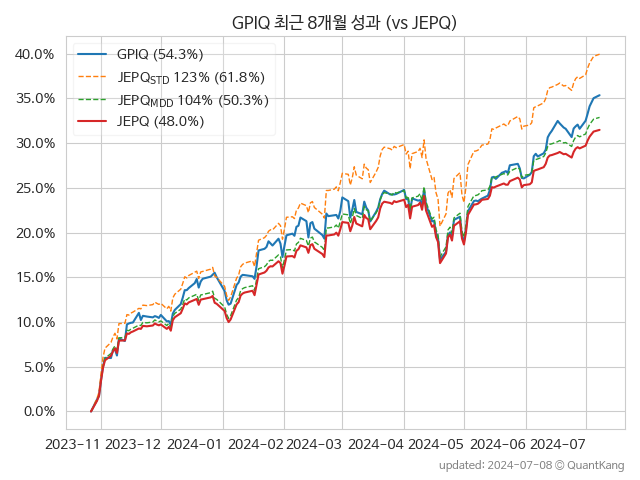 GPIQ 최근 8개월 성과 (vs JEPQ)
GPIQ (54.3%)
JEPQSTD 123% (61.8%)
JEPQMDD 104% (50.3%)
JEPQ (48.0%)
40.0%
35.0%
30.0%
25.0%
20.0%
15.0%
10.0%
5.0%
0.0%
2023-11 2023-12 2024-01 2024-02 2024-03 2024-04 2024-05 2024-06 2024-07
updated: 2024-07-08 © QuantKang